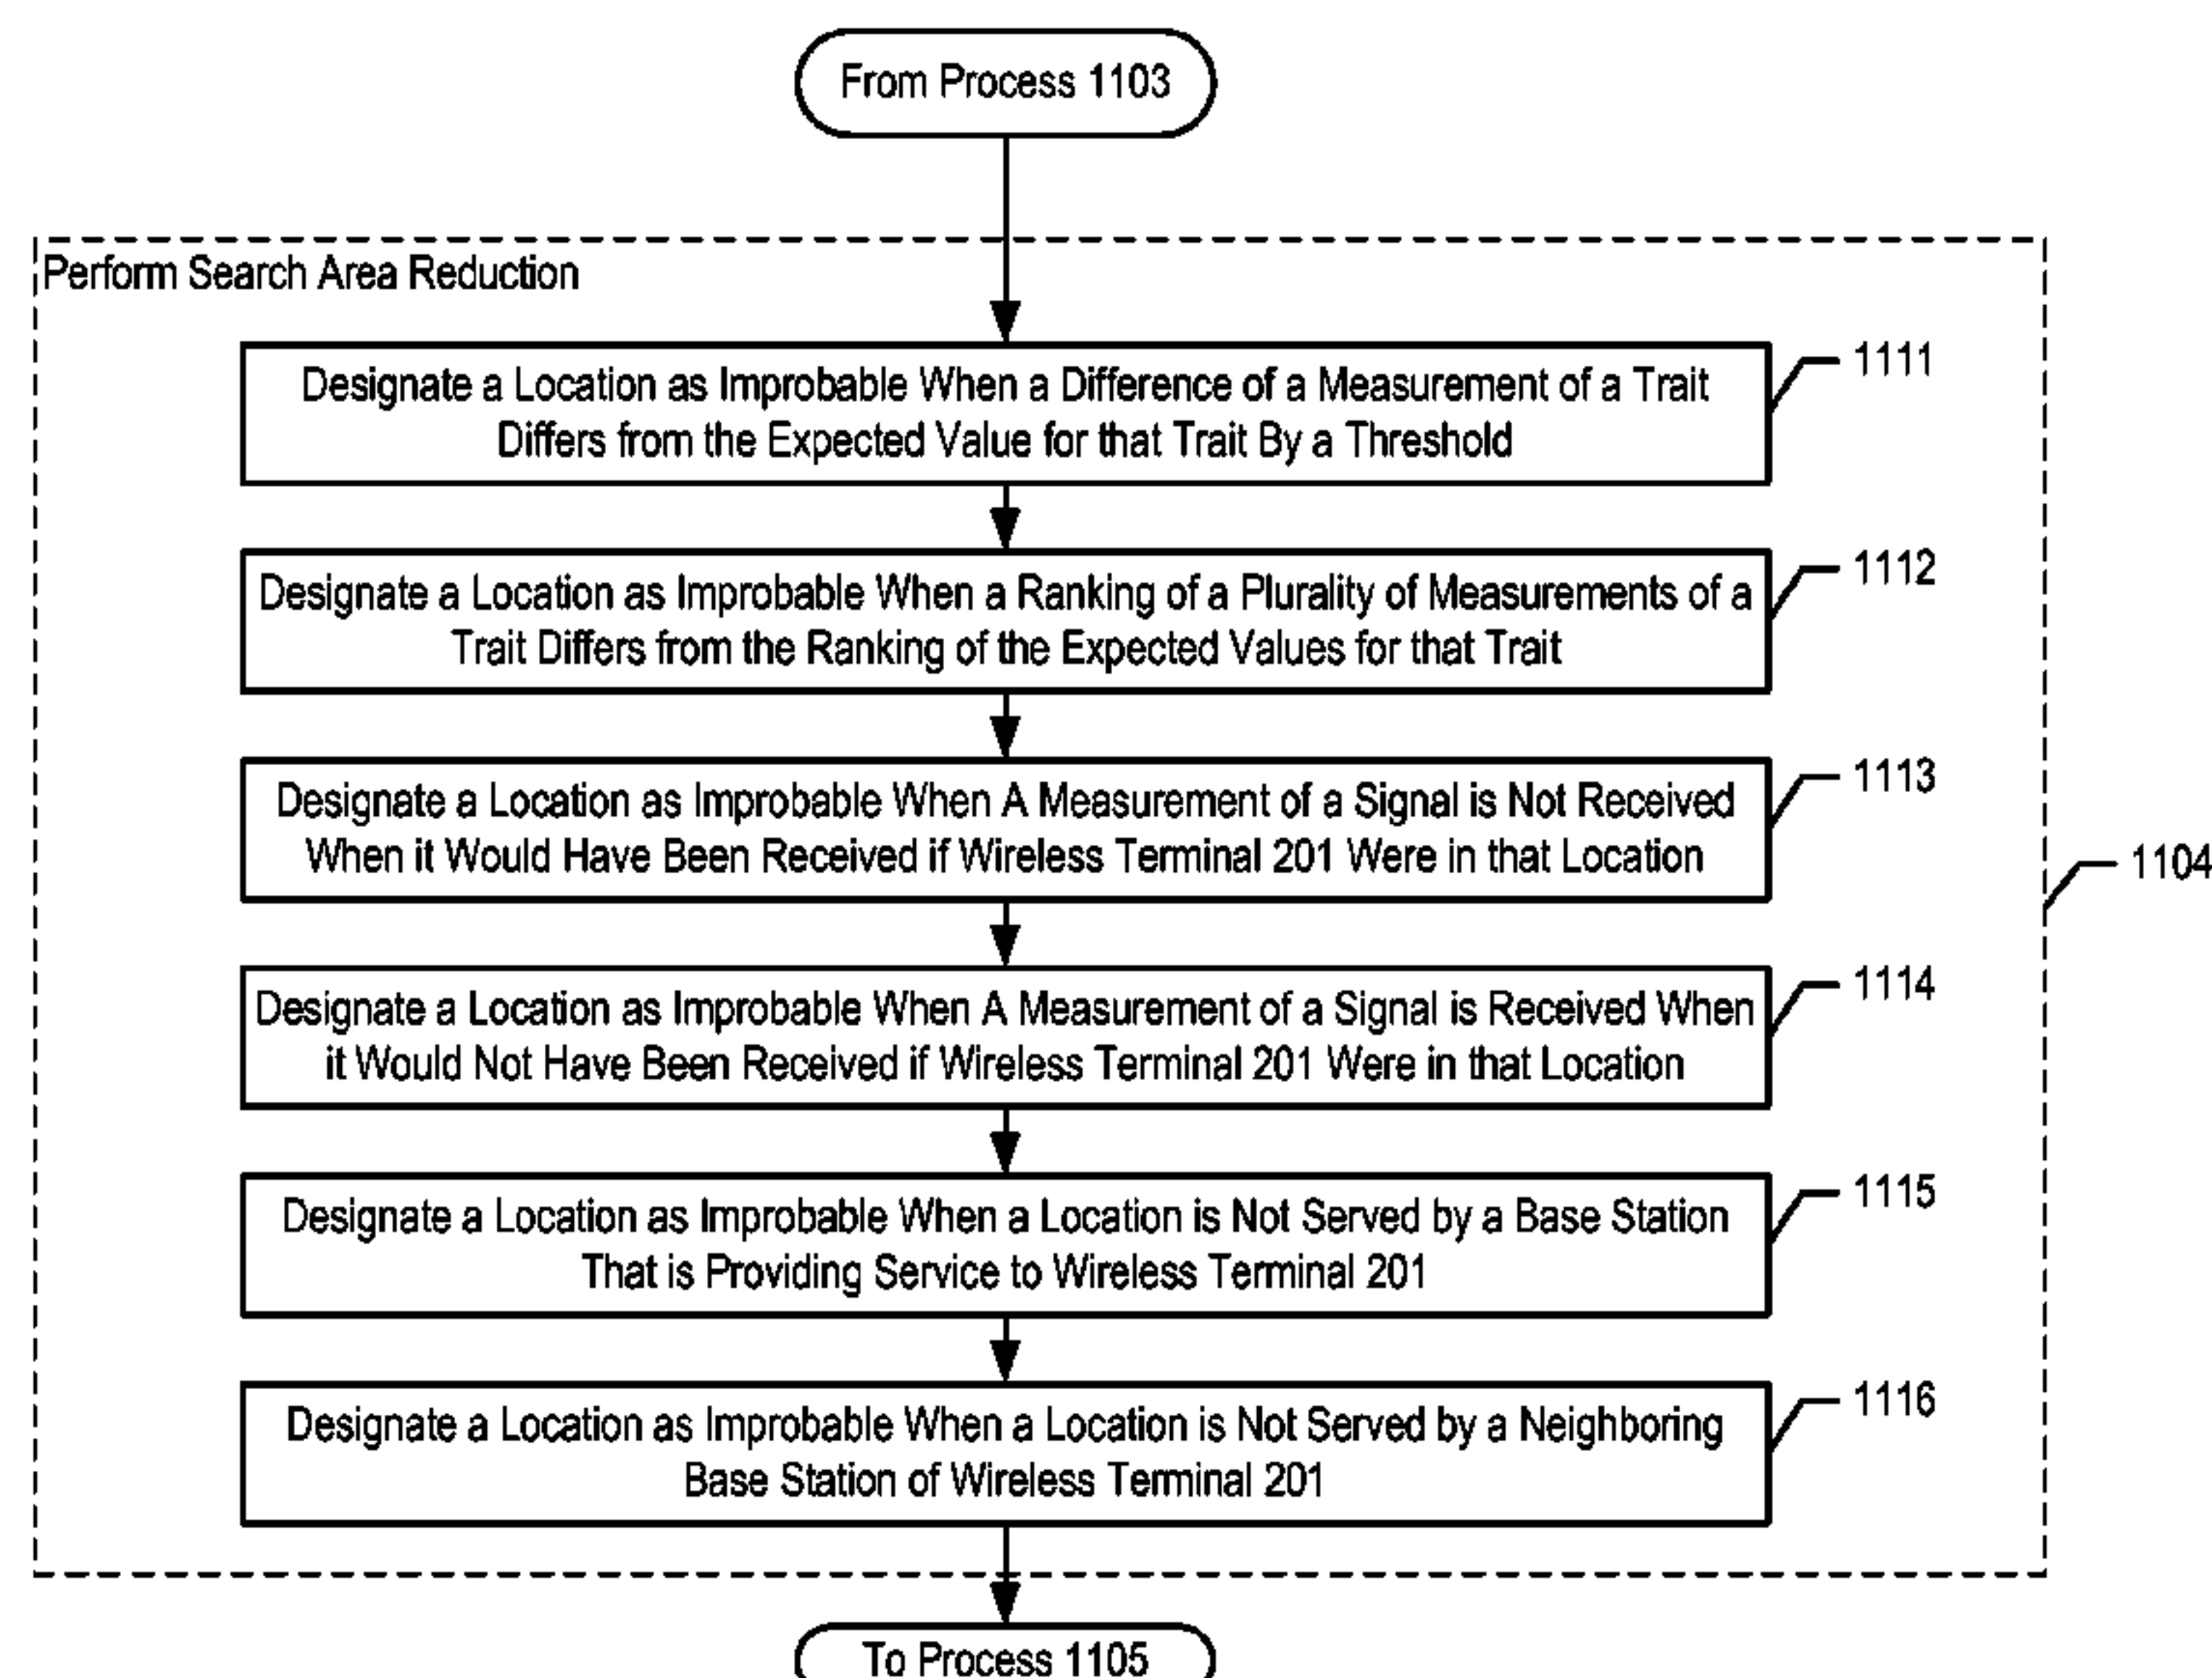 From Process 1103
Perform Search Area Reduction
Designate a Location as Improbable When a Difference of a Measurement of a Trait
Differs from the Expected Value for that Trait By a Threshold
1111
Designate a Location as Improbable When a Ranking of a Plurality of Measurements of a
Trait Differs from the Ranking of the Expected Values for that Trait
1112
Designate a Location as Improbable When A Measurement of a Signal is Not Received
When it Would Have Been Received if Wireless Terminal 201 Were in that Location
1113
1104
Designate a Location as Improbable When A Measurement of a Signal is Received When
it Would Not Have Been Received if Wireless Terminal 201 Were in that Location
1114
Designate a Location as Improbable When a Location is Not Served by a Base Station
That is Providing Service to Wireless Terminal 201
1115
Designate a Location as Improbable When a Location is Not Served by a Neighboring
Base Station of Wireless Terminal 201
1116
To Process 1105